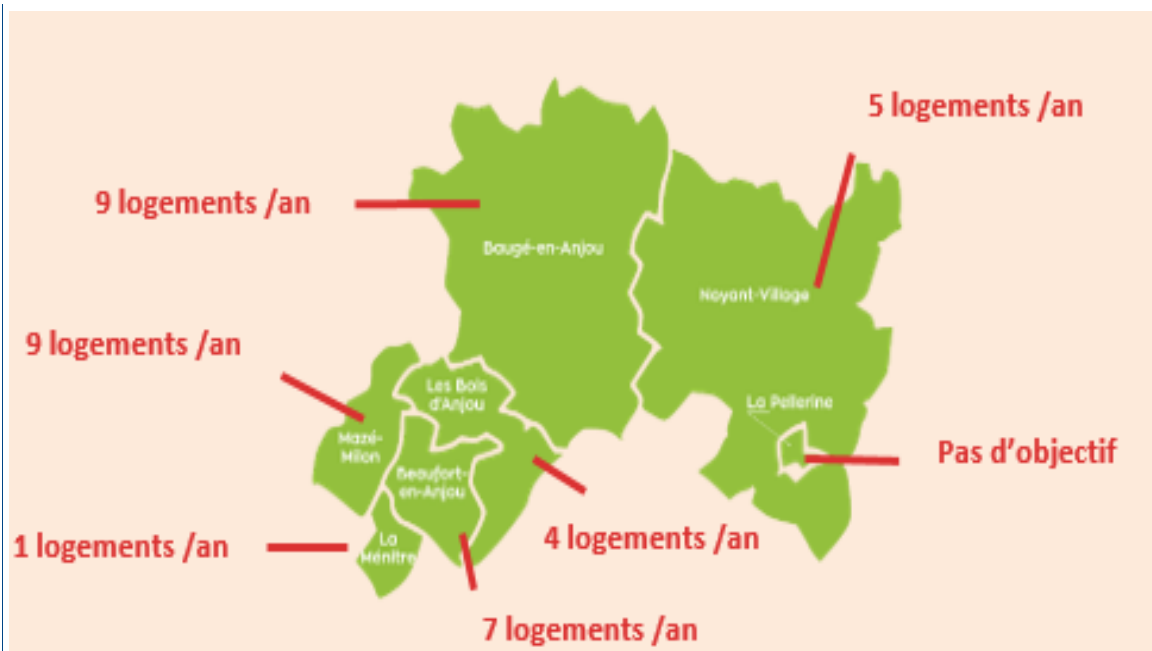 5 logements /an
9 logements /an
Baugé-en-Anjou
Noyant-Village
9 logements /an
Les Bois
d'Anjou
La Pellerine
Mazé-
Milon
Pas d'objectif
Beaufort-
en-Anjou
1 logements /an
La
Ménitré
4 logements /an
7 logements /an